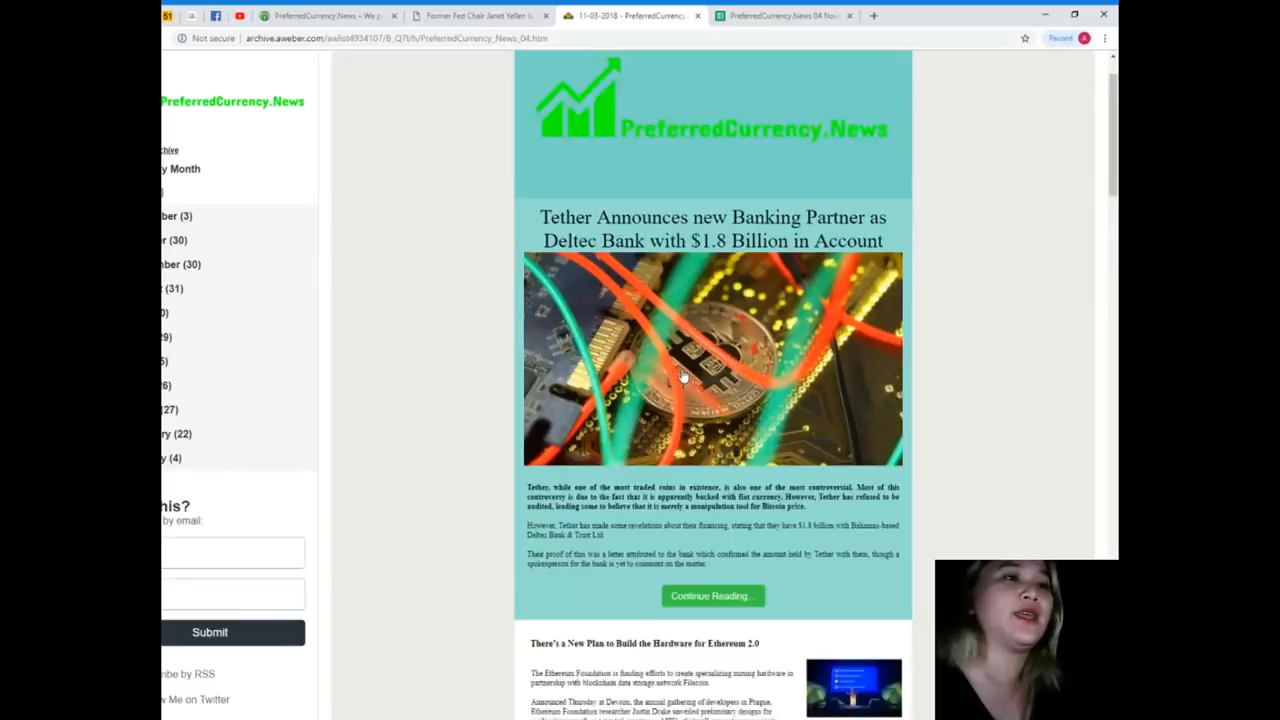 51
PreferredCurrency.News – We p
Former Fed Chair Janet Yellen is
11-03-2018 - PreferredCurrency
PreferredCurrency.News 04 Nov
Not secure
archive.aweber.com/awlist4934107/B_Q7I/h/PreferredCurrency_News_04.htm
Paused
A
PreferredCurrency.News
chive
y Month
)
ber (3)
r (30)
mber (30)
t (31)
0)
29)
5)
26)
(27)
ry (22)
y (4)
his?
by email:
Submit
ribe by RSS
w Me on Twitter
PreferredCurrency.News
Tether Announces new Banking Partner as
Deltec Bank with $1.8 Billion in Account
Tether, while one of the most traded coins in existence, is also one of the most controversial. Most of this
controversy is due to the fact that it is apparently backed with fiat currency. However, Tether has refused to be
audited, leading some to believe that it is merely a manipulation tool for Bitcoin price.
However, Tether has made some revelations about their financing, stating that they have $1.8 billion with Bahamas-based
Deltec Bank & Trust Ltd.
Their proof of this was a letter attributed to the bank which confirmed the amount held by Tether with them, though a
spokesperson for the bank is yet to comment on the matter.
Continue Reading...
There's a New Plan to Build the Hardware for Ethereum 2.0
The Ethereum Foundation is funding efforts to create specializing mining hardware in
partnership with blockchain data storage network Filecoin
Announced Thursday at Devcon, the annual gathering of developers in Prague,
Ethereum Foundation researcher Justin Drake unveiled preliminary designs for